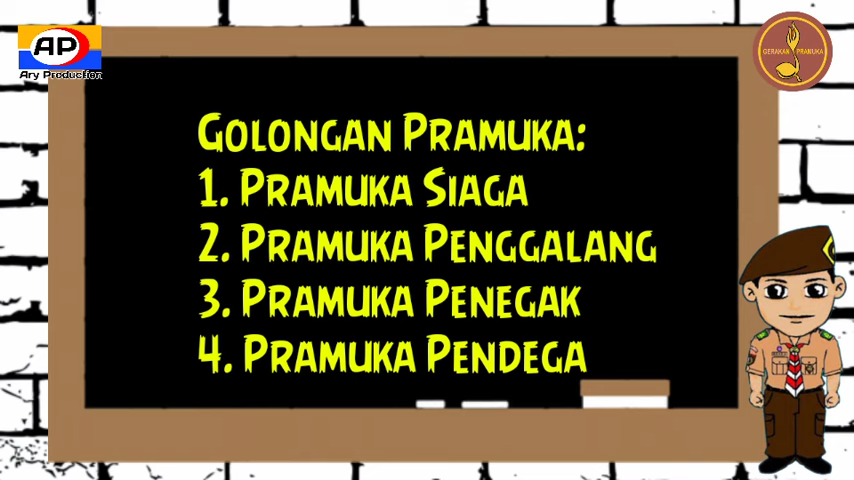 AP
Ary Production
GERAKAN PRAMUKA
GOLONGAN PRAMUKA:
1. PRAMUKA SIAGA
2. PRAMUKA PENGGALANG
3. PRAMUKA PENEGAK
4. PRAMUKA PENDEGA